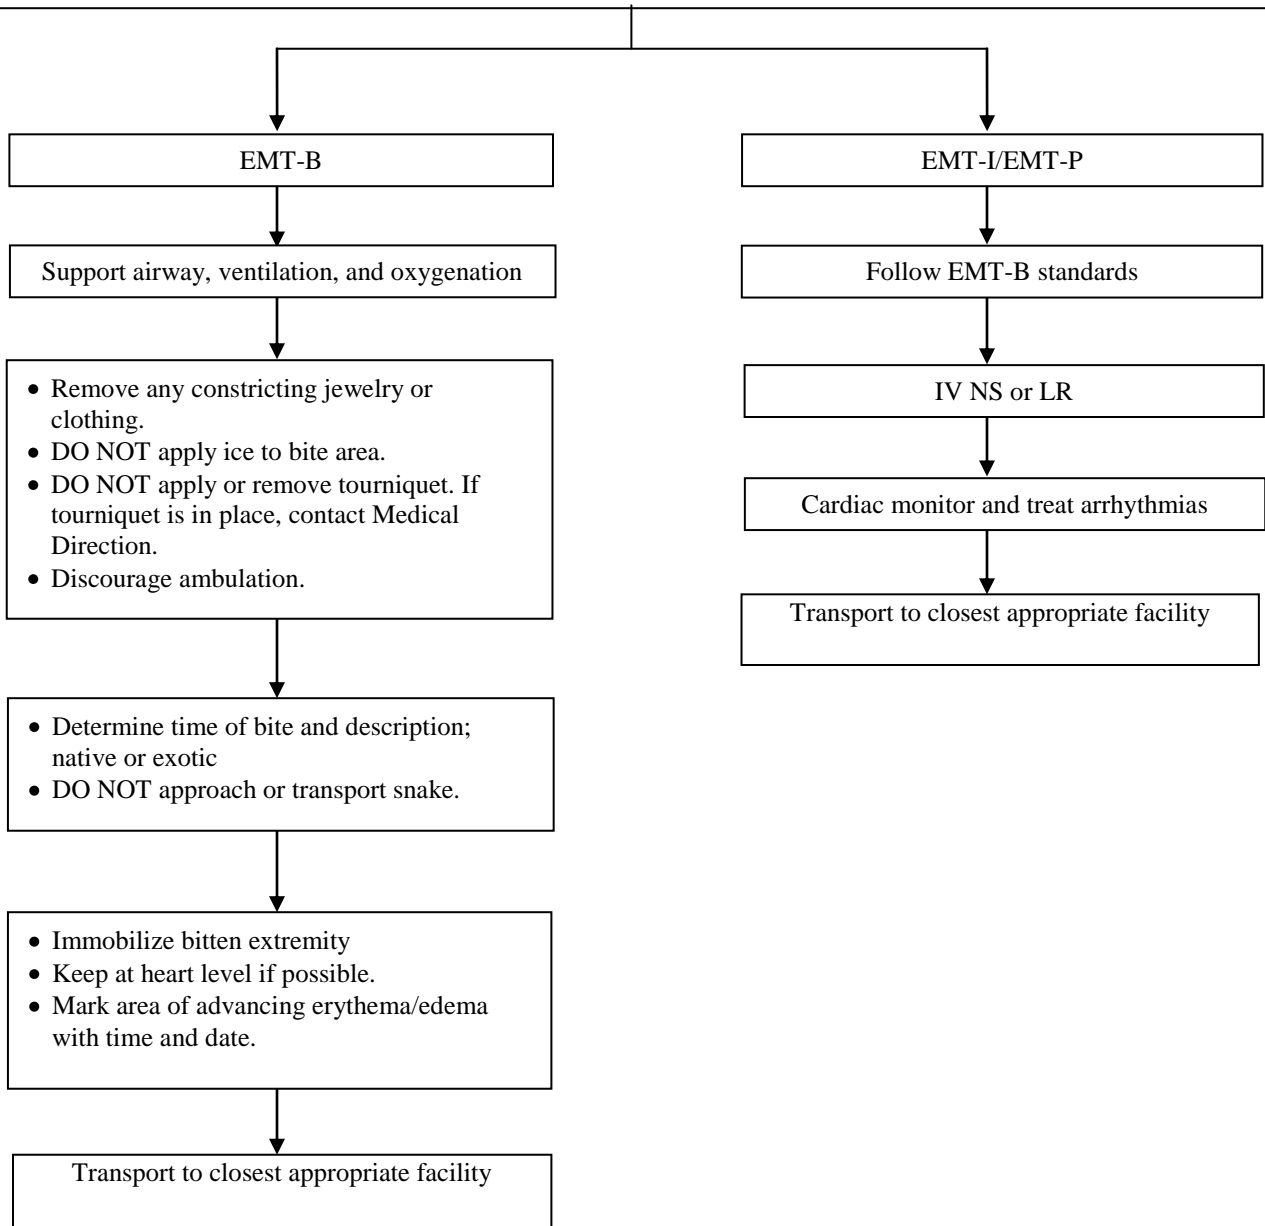 EMT-B
Support airway, ventilation, and oxygenation
• Remove any constricting jewelry or
clothing.
• DO NOT apply ice to bite area.
• DO NOT apply or remove tourniquet. If
tourniquet is in place, contact Medical
Direction.
• Discourage ambulation.
• Determine time of bite and description;
native or exotic
• DO NOT approach or transport snake.
• Immobilize bitten extremity
• Keep at heart level if possible.
• Mark area of advancing erythema/edema
with time and date.
Transport to closest appropriate facility
EMT-I/EMT-P
Follow EMT-B standards
IV NS or LR
Cardiac monitor and treat arrhythmias
Transport to closest appropriate facility